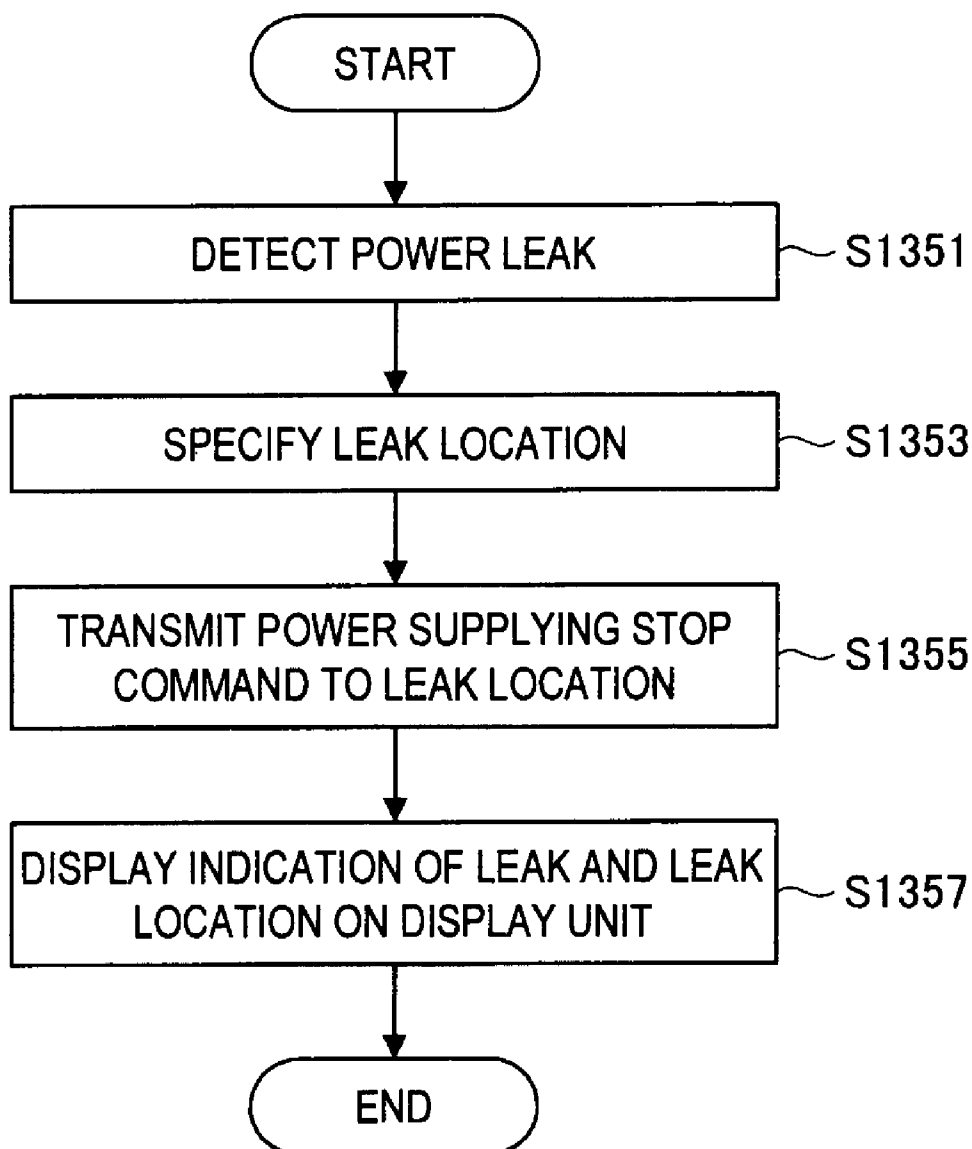 START
DETECT POWER LEAK
S1351
SPECIFY LEAK LOCATION
S1353
TRANSMIT POWER SUPPLYING STOP
COMMAND TO LEAK LOCATION
S1355
DISPLAY INDICATION OF LEAK AND LEAK
LOCATION ON DISPLAY UNIT
S1357
END